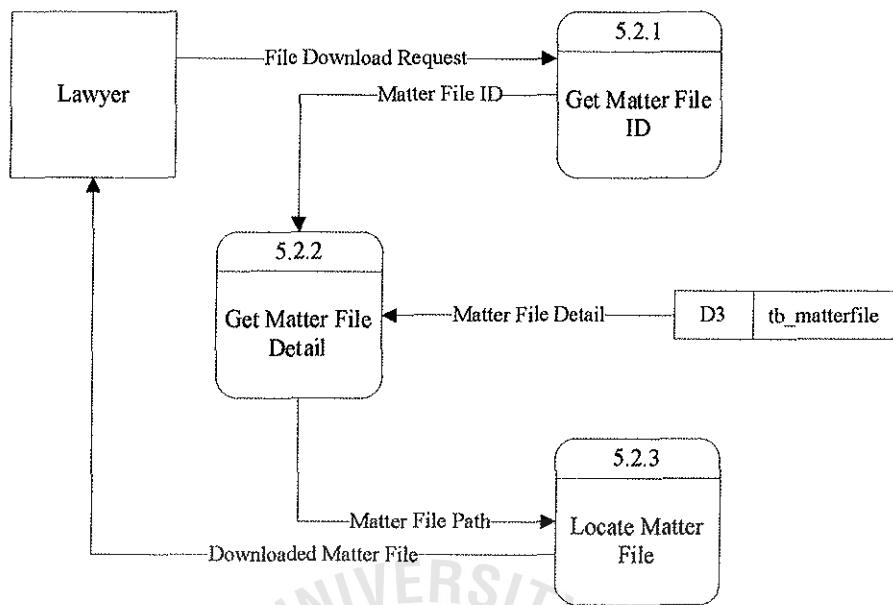 Lawyer
File Download Request
5.2.1
Get Matter File
ID
Matter File ID
5.2.2
Get Matter File
Detail
Matter File Detail
D3
tb_matterfile
5.2.3
Locate Matter
File
Matter File Path
Downloaded Matter File